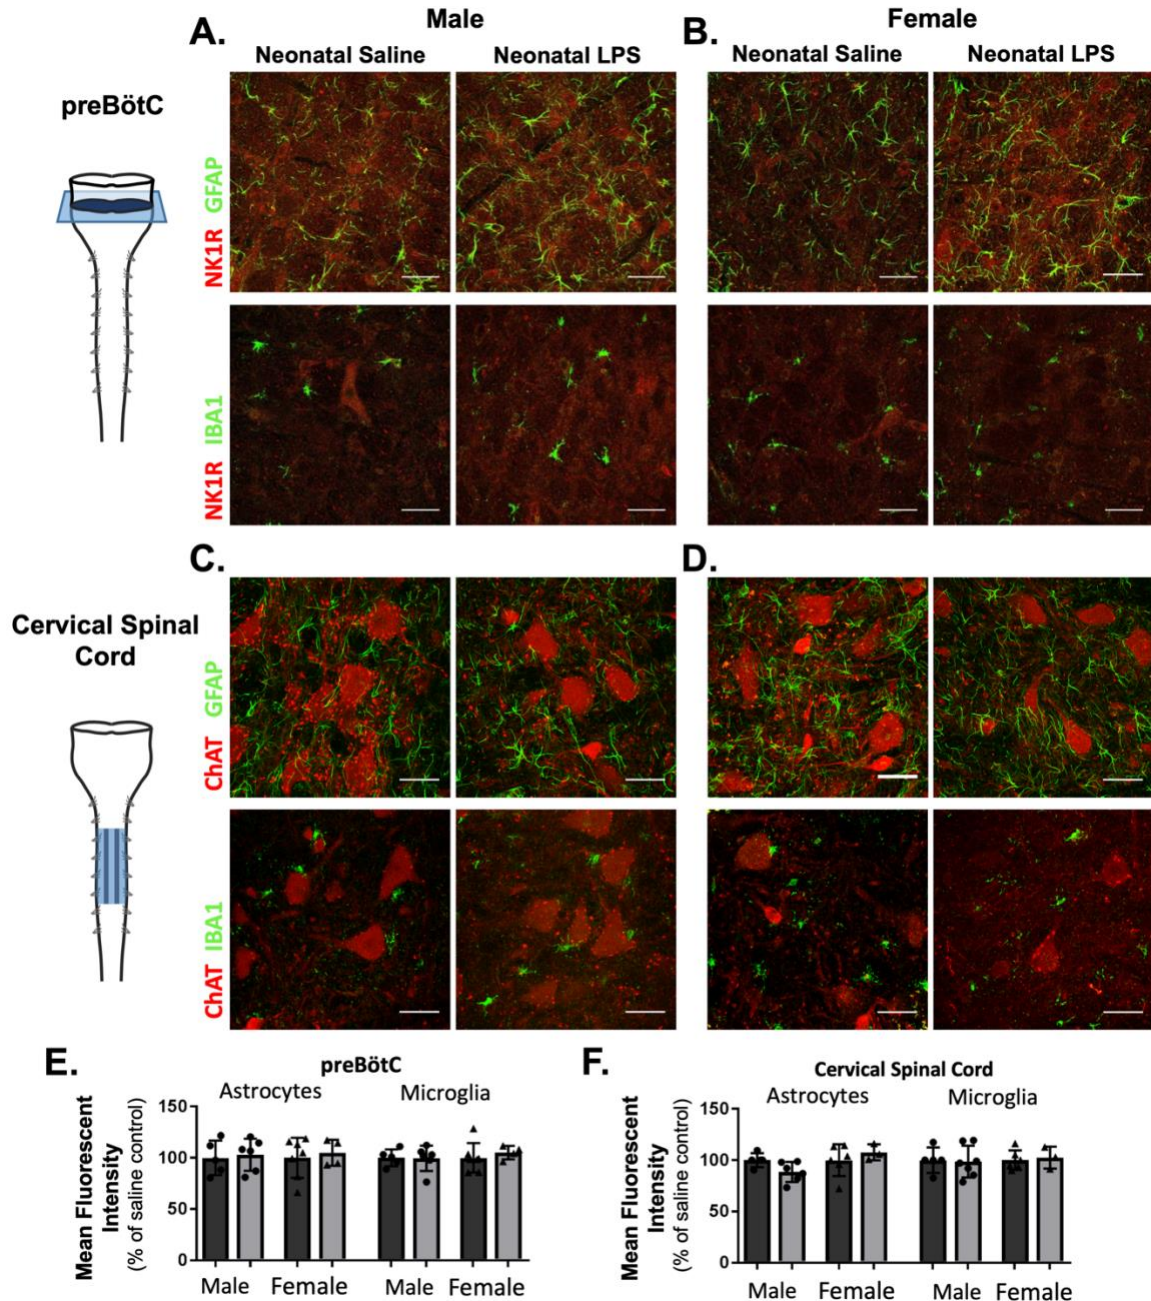 Male
Female
A.
B.
Neonatal Saline
Neonatal LPS
Neonatal Saline
Neonatal LPS
preBötC
NK1R GFAP
NK1R IBA1
C.
D.
Cervical Spinal
Cord
ChAT GFAP
ChAT IBA1
E.
preBötC
Astrocytes
Microglia
Mean Fluorescent
Intensity
(% of saline control)
150
100
50
0
Male
Female
Male
Female
F.
Cervical Spinal Cord
Astrocytes
Microglia
Mean Fluorescent
Intensity
(% of saline control)
150
100
50
0
Male
Female
Male
Female